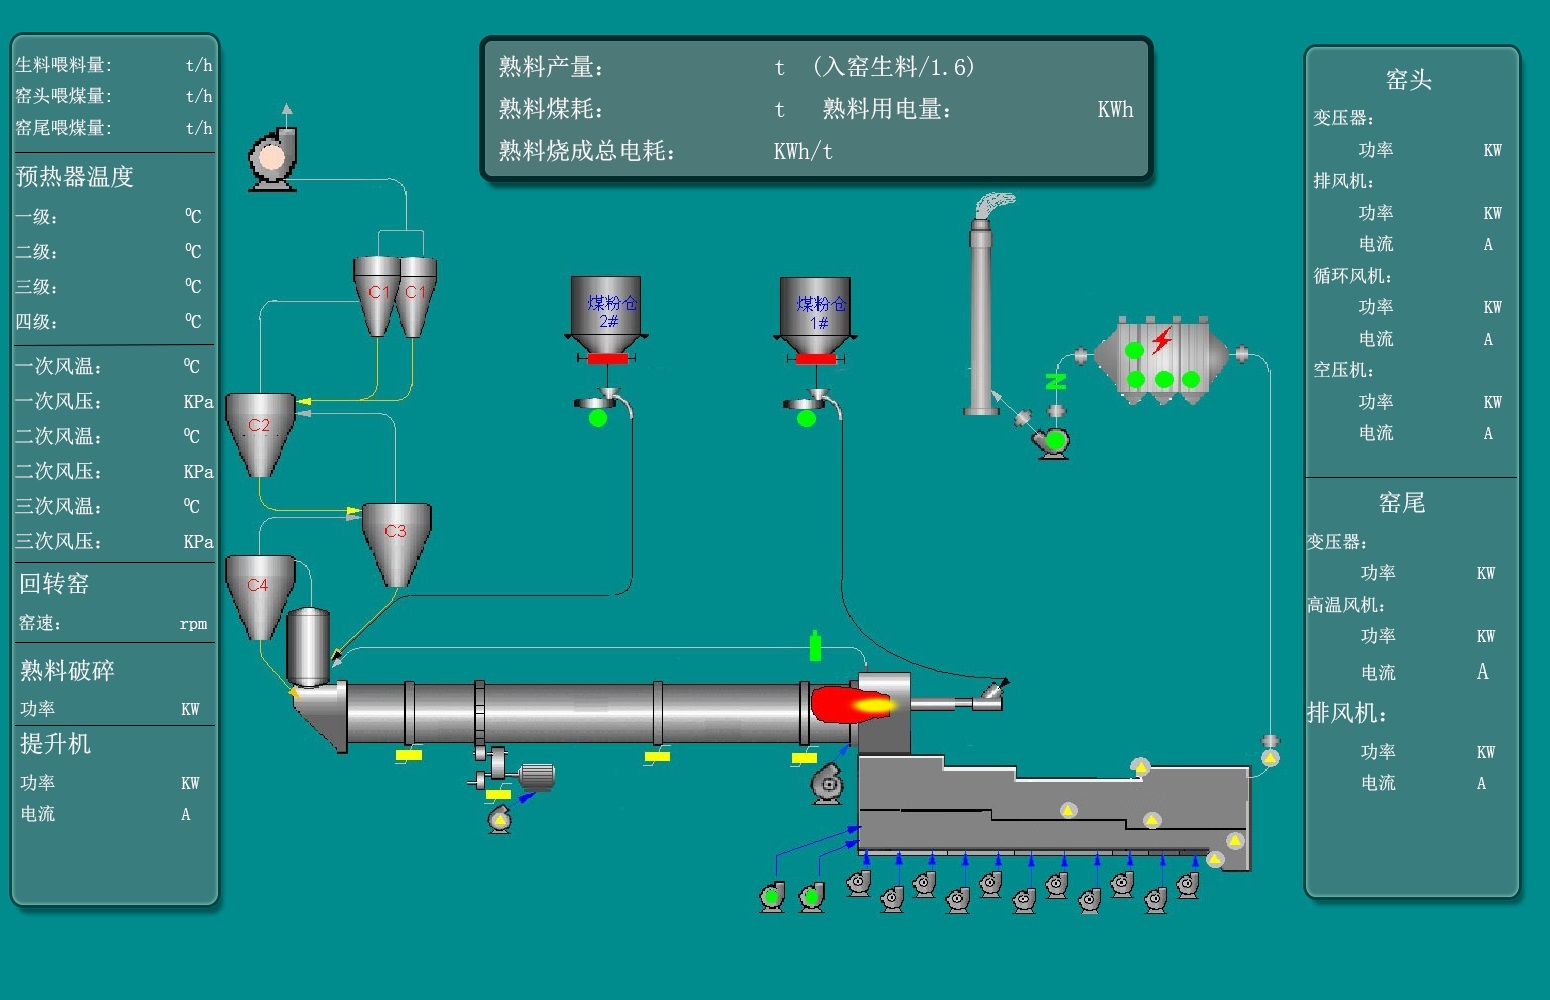 生料喂料量: t/h
窑头喂煤量: t/h
窑尾喂煤量: t/h
预热器温度
一级: ⁰C
二级: ⁰C
三级: ⁰C
四级: ⁰C
一次风温: ⁰C
一次风压: KPa
二次风温: ⁰C
二次风压: KPa
三次风温: ⁰C
三次风压: KPa
回转窑
窑速: rpm
熟料破碎
功率 KW
提升机
功率 KW
电流 A
熟料产量: t (入窑生料/1.6)
熟料煤耗: t 熟料用电量: KWh
熟料烧成总电耗: KWh/t
C1 C1
C2
C3
C4
煤粉仓
2#
煤粉仓
1#
N
窑头
变压器:
功率 KW
排风机:
功率 KW
电流 A
循环风机:
功率 KW
电流 A
空压机:
功率 KW
电流 A
窑尾
变压器:
功率 KW
高温风机:
功率 KW
电流 A
排风机:
功率 KW
电流 A